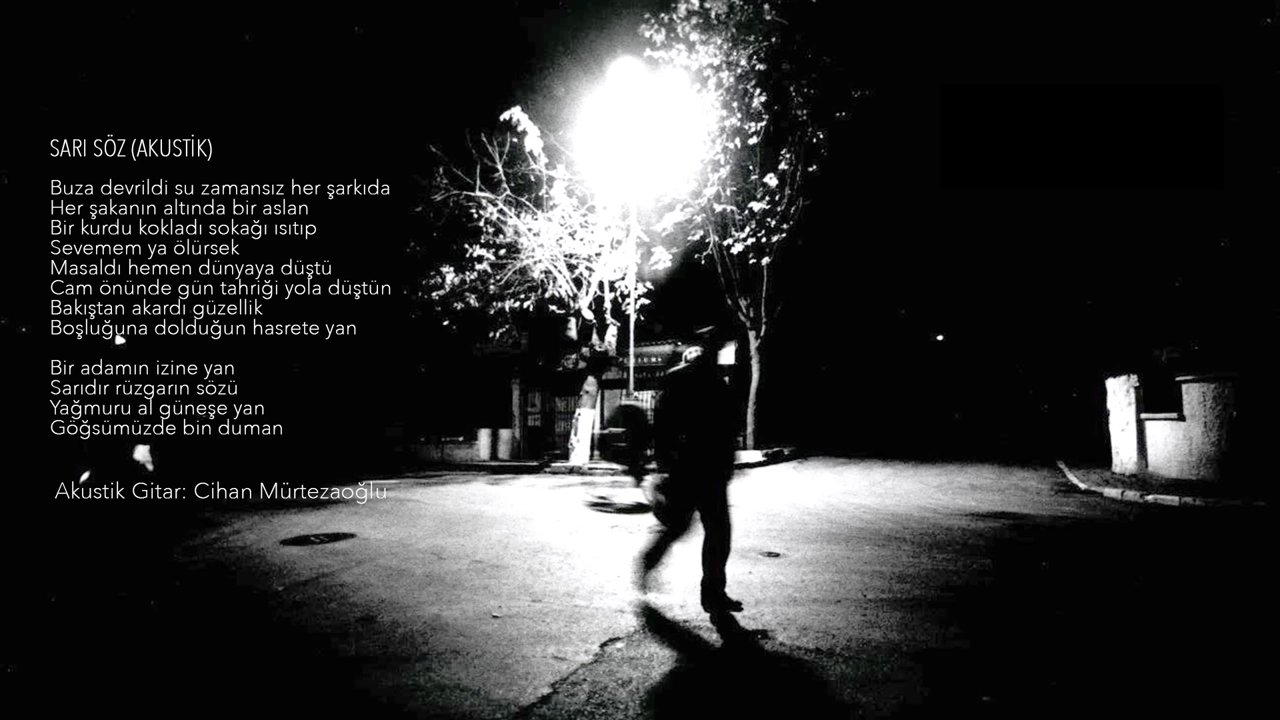 SARI SÖZ (AKUSTİK)
Buza devrildi su zamansız her şarkıda
Her şakanın altında bir aslan
Bir kurdu kokladı sokağı ısıtıp
Sevemem ya ölürsek
Masaldı hemen dünyaya düştü
Cam önünde gün tahriği yola düştün
Bakıştan akardı güzellik
Boşluğuna dolduğun hasrete yan
Bir adamın izine yan
Sarıdır rüzgarın sözü
Yağmuru al güneşe yan
Göğsümüzde bin duman
Akustik Gitar: Cihan Mürtezaoğlu